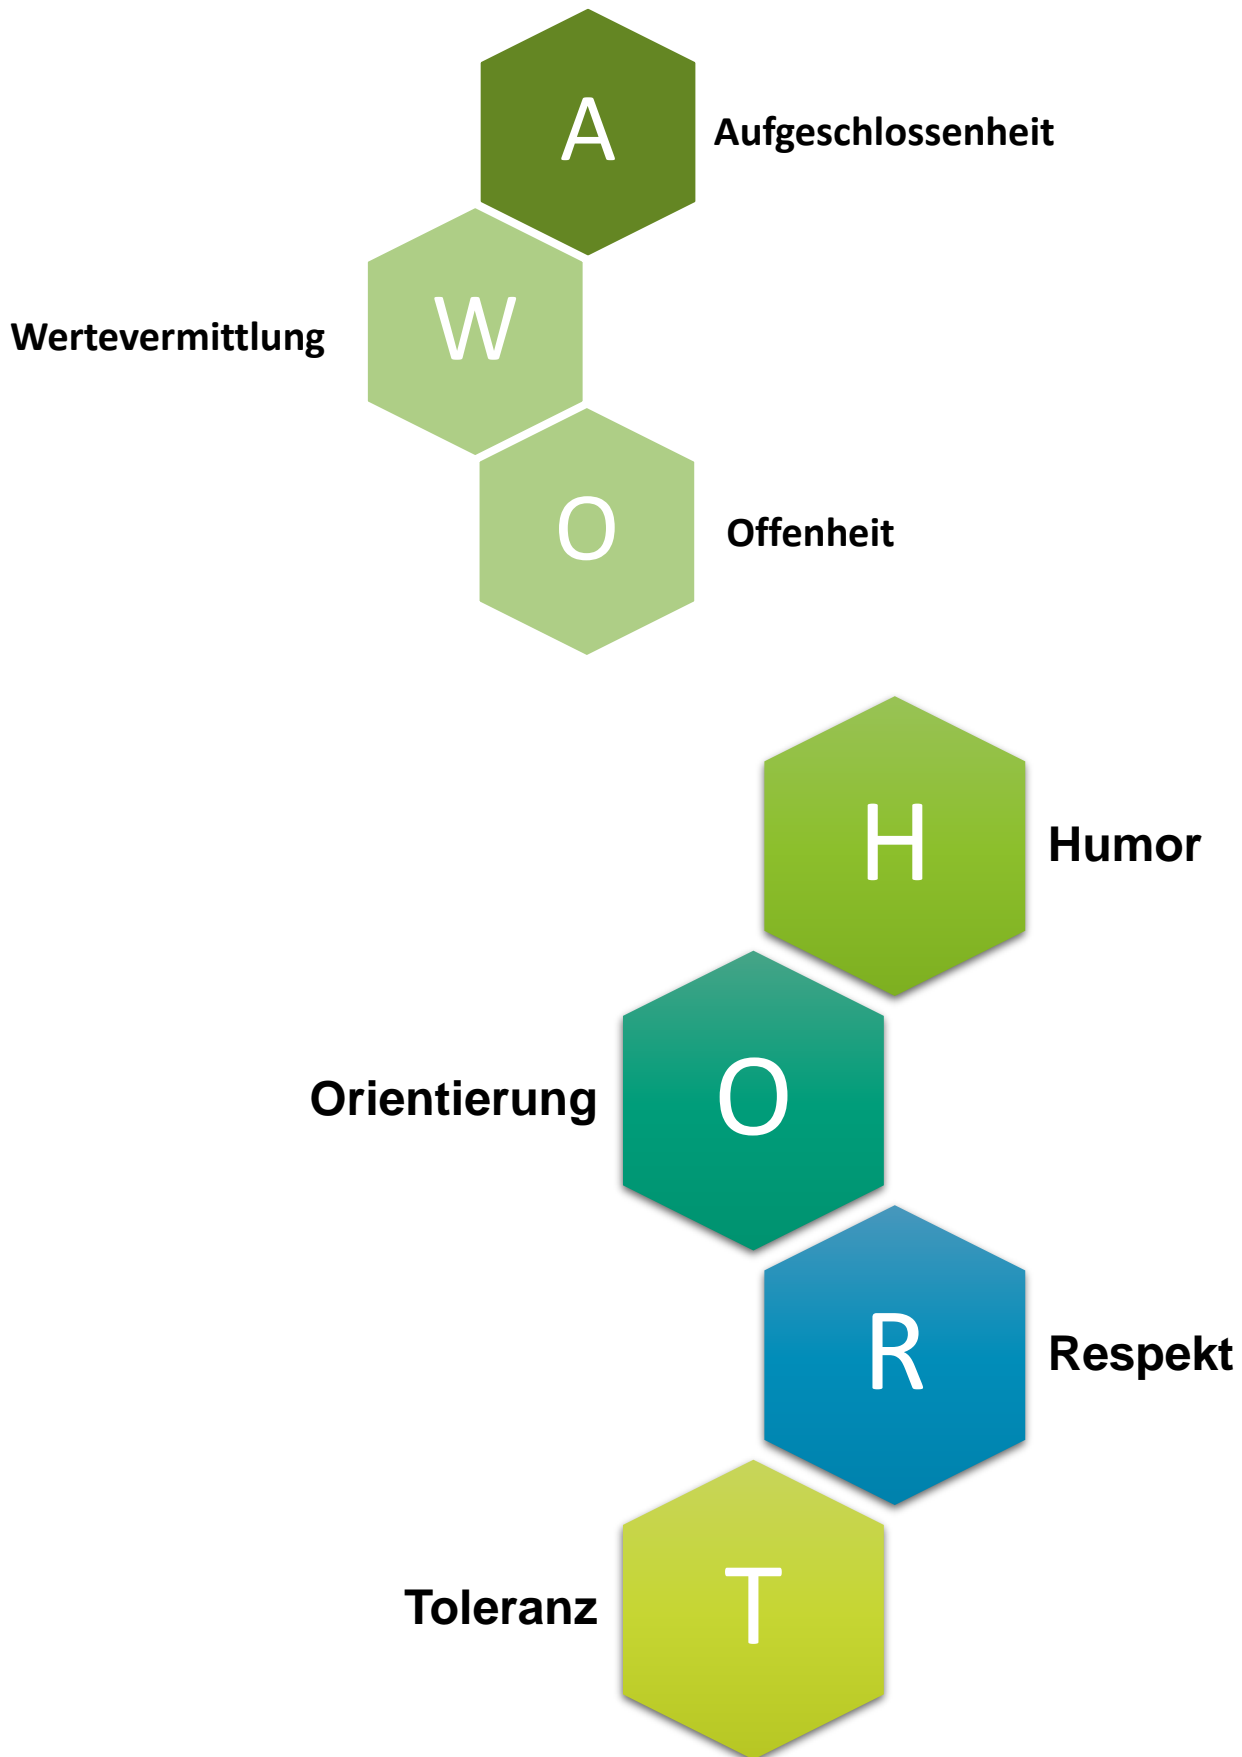 A
Aufgeschlossenheit
Wertevermittlung
W
O
Offenheit
H
Humor
Orientierung
O
R
Respekt
Toleranz
T